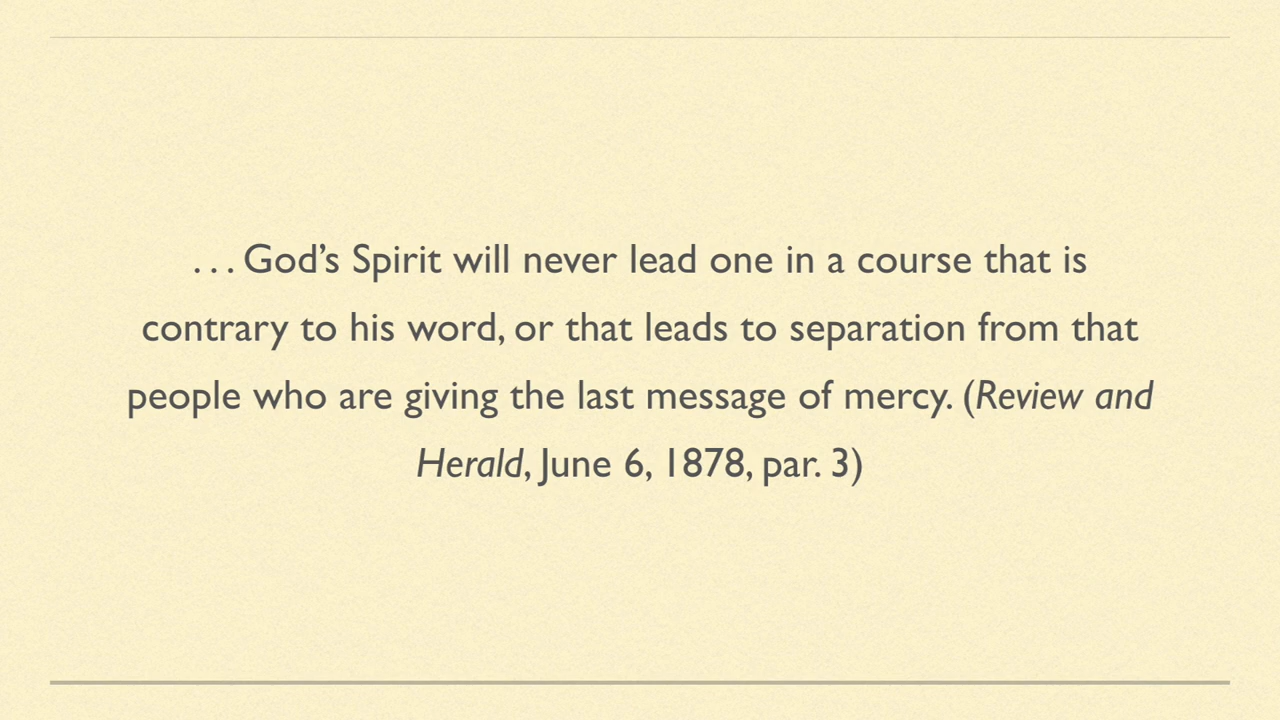 . . . God’s Spirit will never lead one in a course that is
contrary to his word, or that leads to separation from that
people who are giving the last message of mercy. (Review and
Herald, June 6, 1878, par. 3)